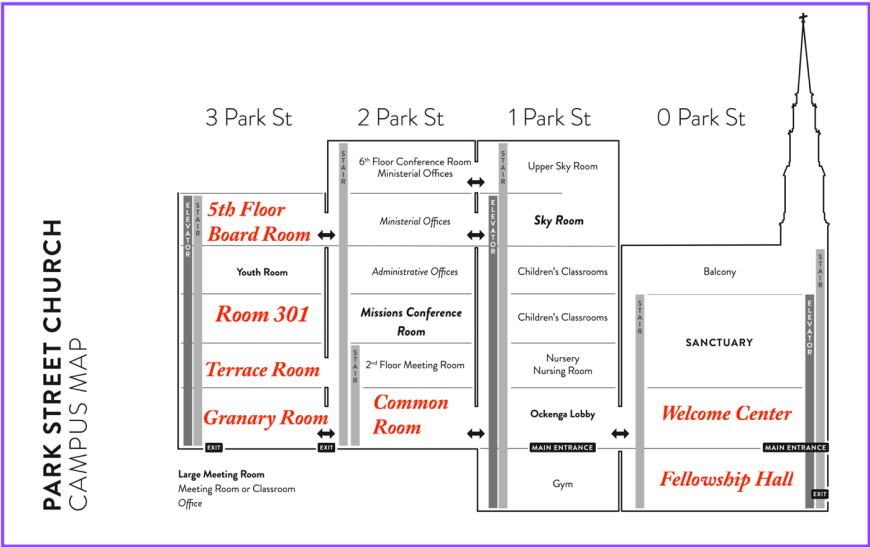 PARK STREET CHURCH
CAMPUS MAP
3 Park St
2 Park St
1 Park St
0 Park St
ELEVATOR
STAIR
5th Floor
Board Room
Youth Room
Room 301
Terrace Room
Granary Room
EXIT
EXIT
STAIR
6th Floor Conference Room
Ministerial Offices
Ministerial Offices
Administrative Offices
Missions Conference
Room
STAIR
2nd Floor Meeting Room
Common
Room
ELEVATOR
STAIR
Upper Sky Room
Sky Room
Children's Classrooms
Children's Classrooms
Nursery
Nursing Room
Ockenga Lobby
MAIN ENTRANCE
Gym
STAIR
Balcony
SANCTUARY
Welcome Center
MAIN ENTRANCE
Fellowship Hall
ELEVATOR
STAIR
EXIT
Large Meeting Room
Meeting Room or Classroom
Office